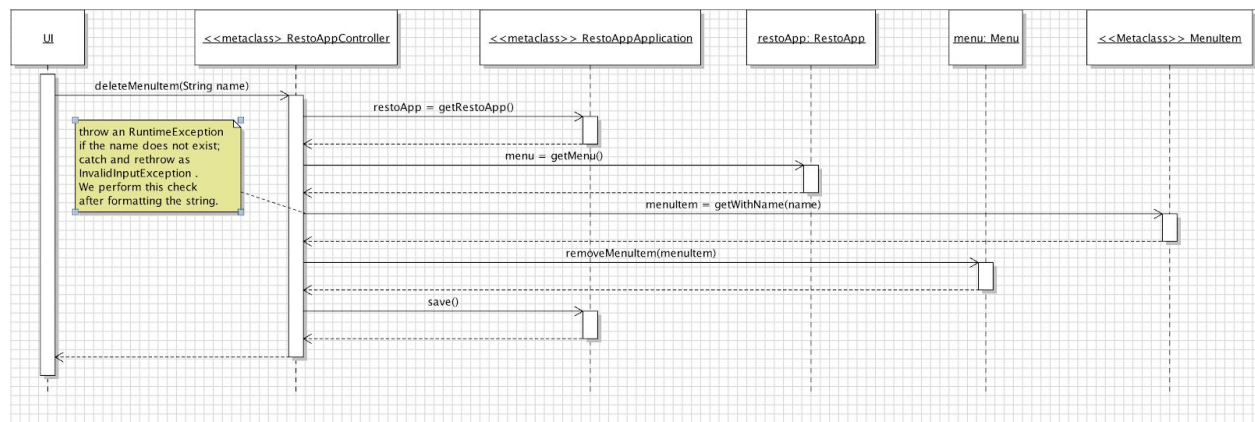 UI
<<metaclass> RestoAppController
<<metaclass>> RestoAppApplication
restoApp: RestoApp
menu: Menu
<<Metaclass>> MenuItem
deleteMenuItem(String name)
restoApp = getRestoApp()
throw an RuntimeException
if the name does not exist;
catch and rethrow as
InvalidInputException .
We perform this check
after formatting the string.
menu = getMenu()
menuItem = getWithName(name)
removeMenuItem(menuItem)
save()